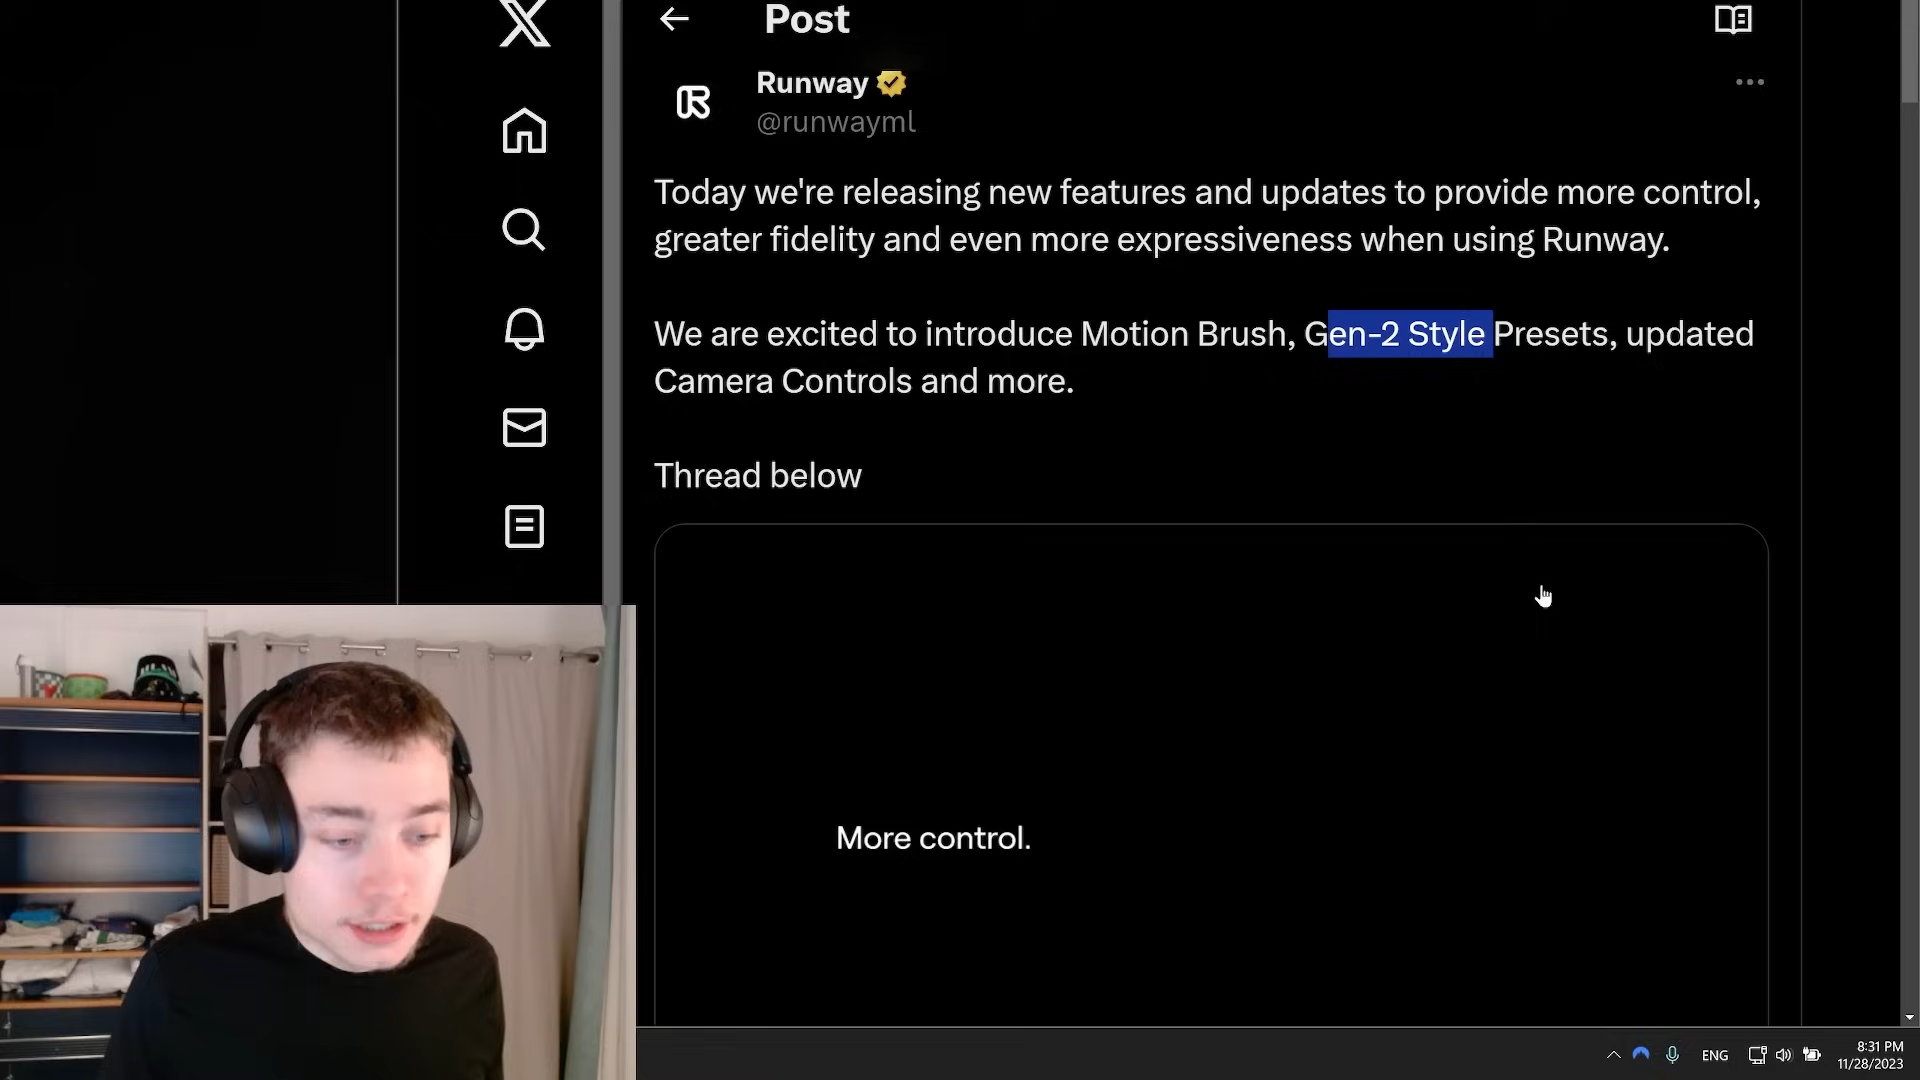 Post
Runway
@runwayml
Today we're releasing new features and updates to provide more control,
greater fidelity and even more expressiveness when using Runway.
We are excited to introduce Motion Brush, Gen-2 Style Presets, updated
Camera Controls and more.
Thread below
More control.
ENG
8:31 PM
11/28/2023